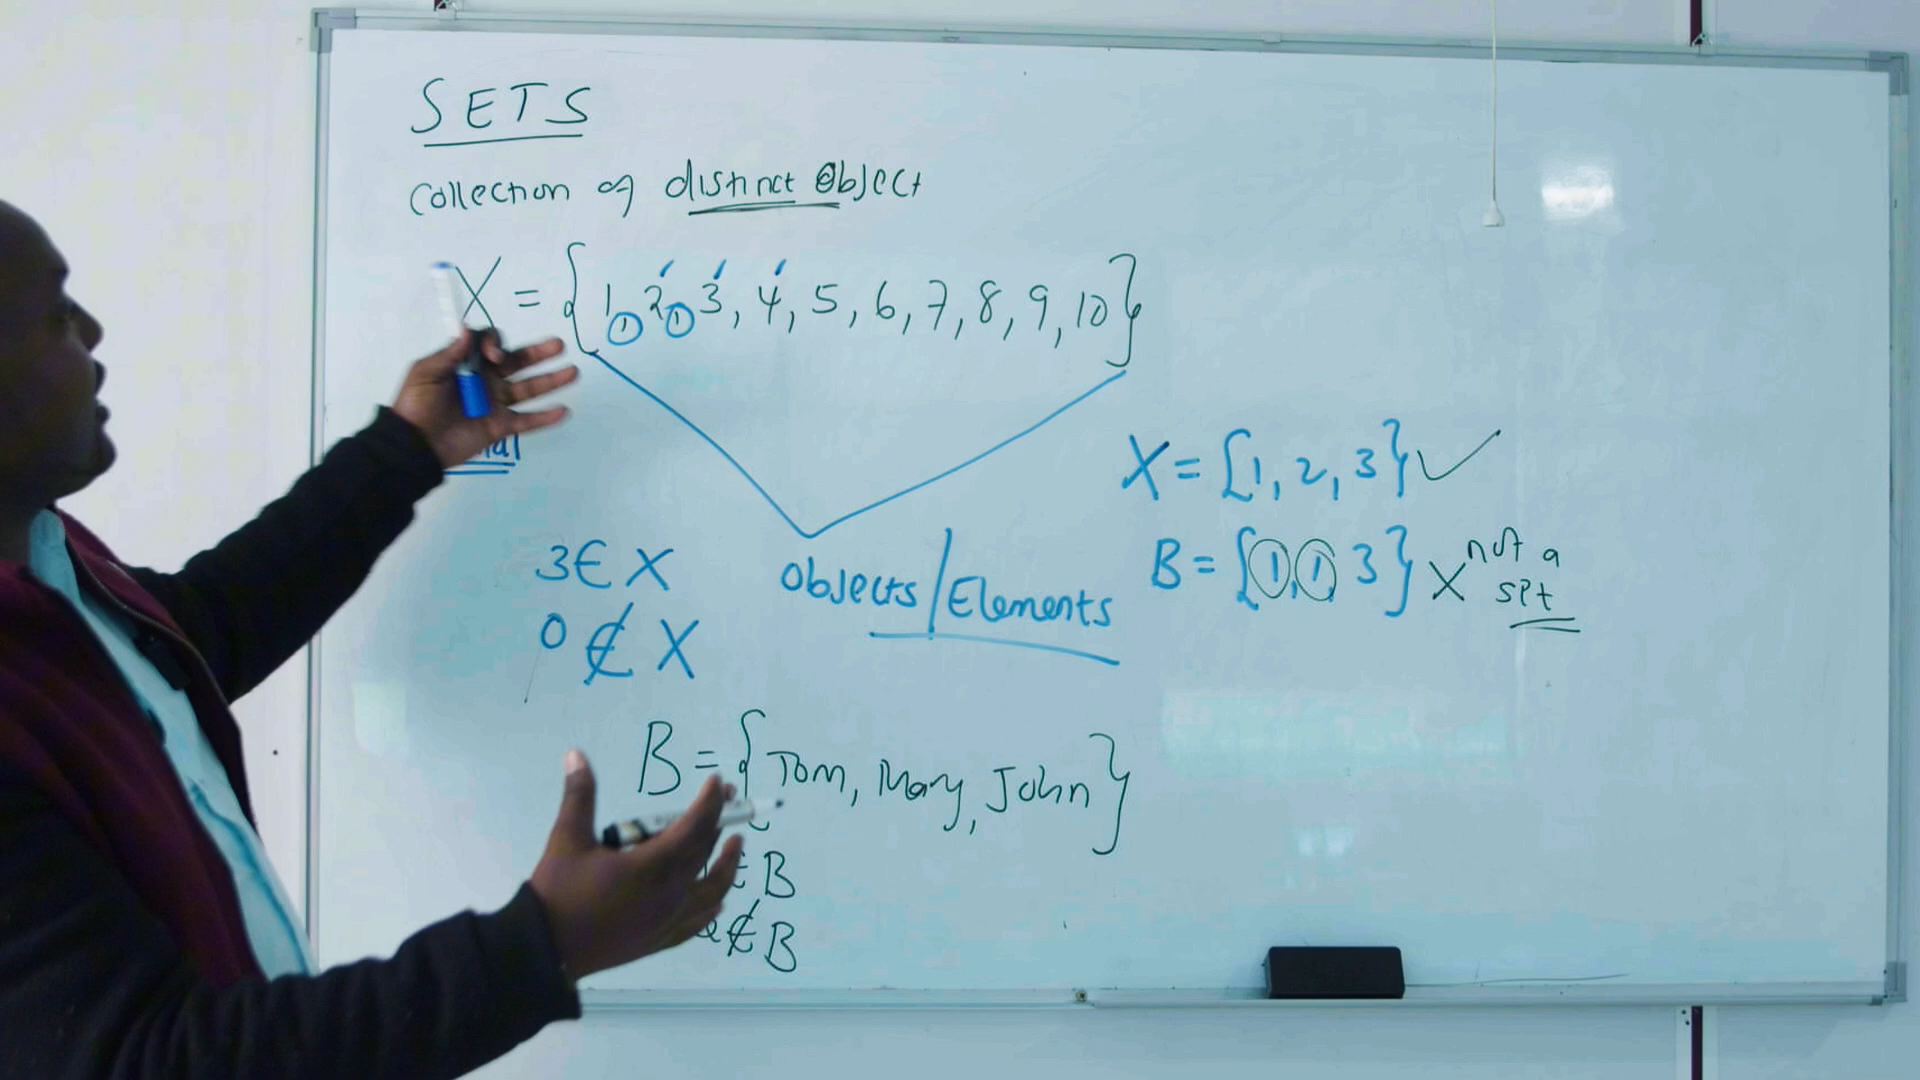 SETS
Collection of distinct Object
X = {1, 2, 3, 4, 5, 6, 7, 8, 9, 10}
X = {1, 2, 3} ✓
3 ∈ X
Objects / Elements
B = {1, 1, 3} X not a set
0 ∉ X
B = {Tom, Mary, John}
∈ B
∉ B